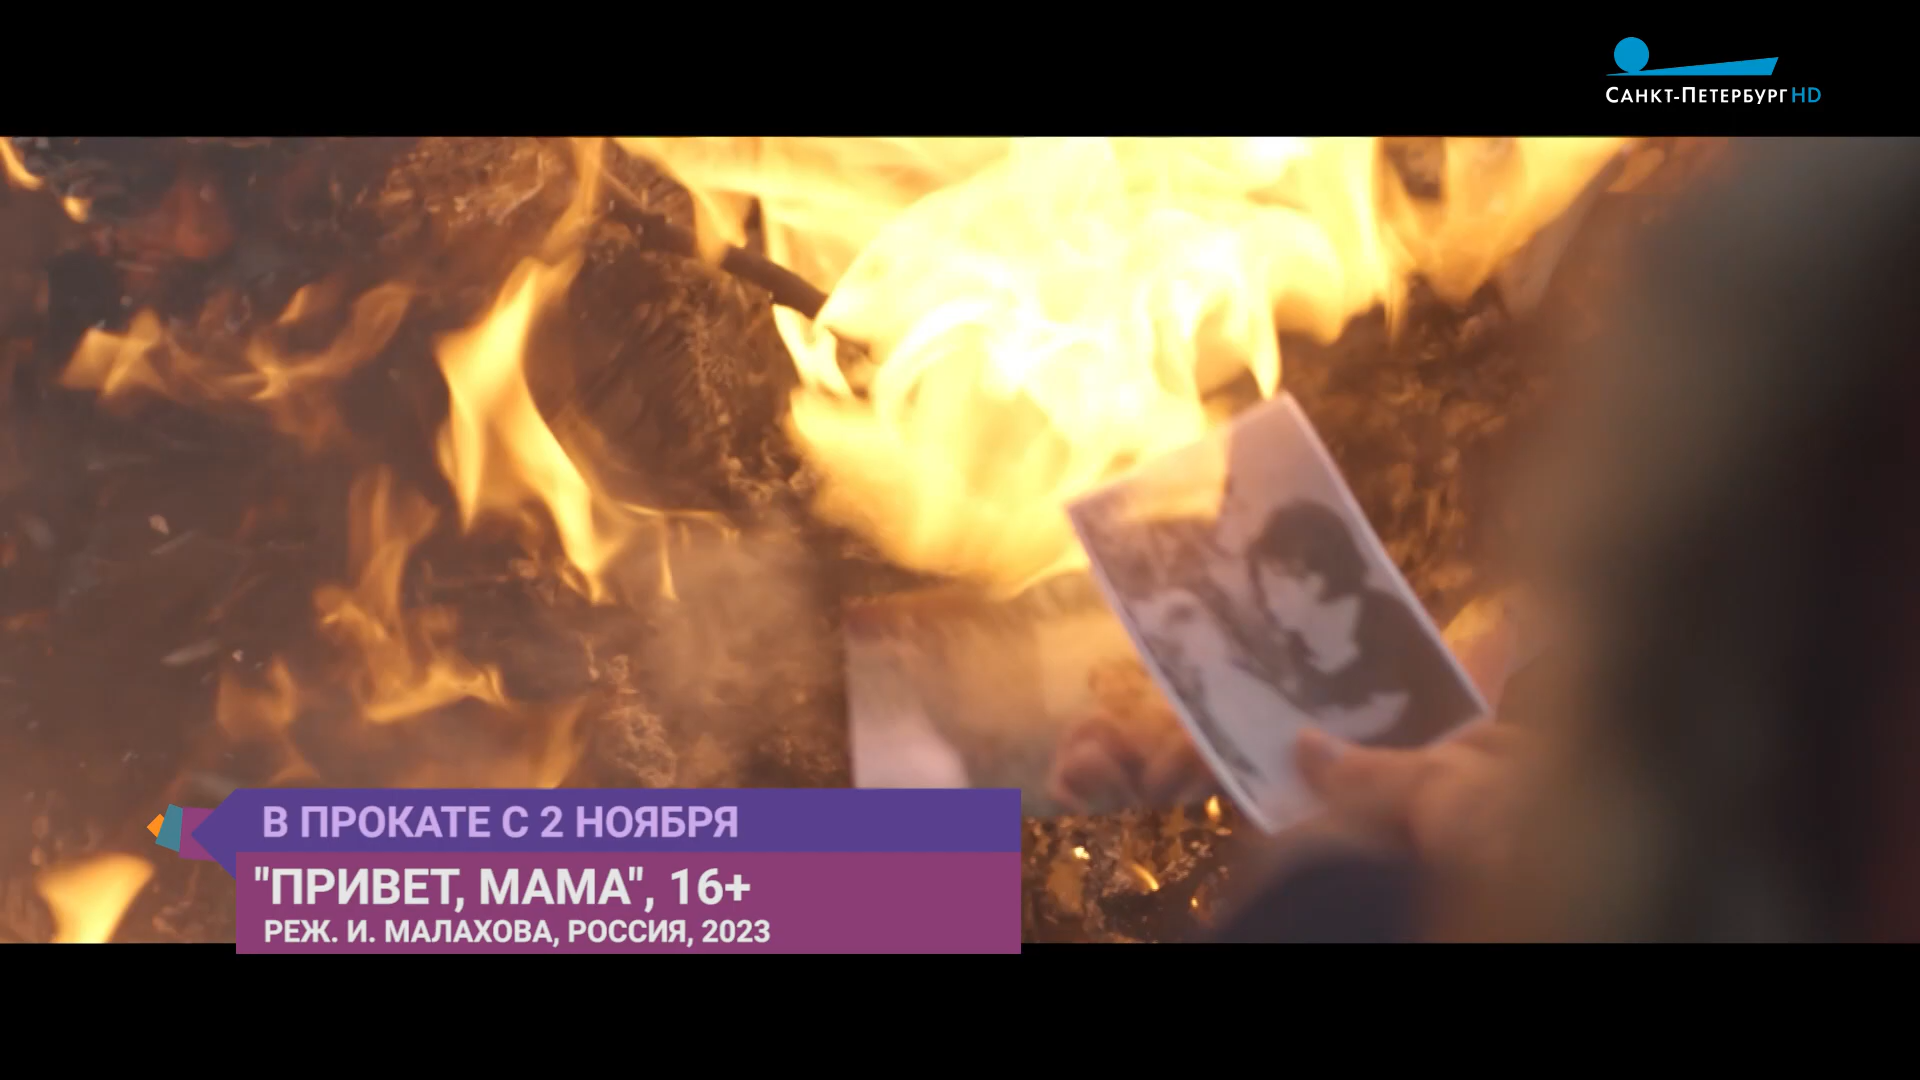 САНКТ-ПЕТЕРБУРГ HD
В ПРОКАТЕ С 2 НОЯБРЯ
"ПРИВЕТ, МАМА", 16+
РЕЖ. И. МАЛАХОВА, РОССИЯ, 2023